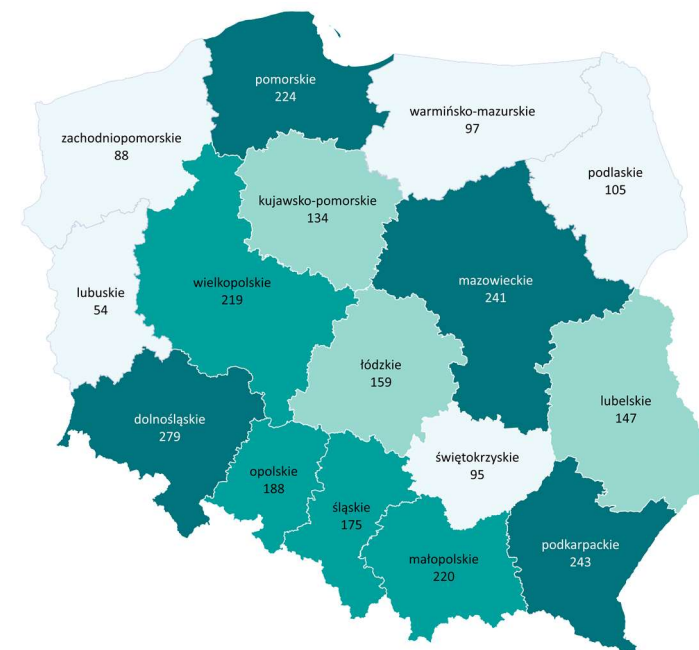 pomorskie
224
warmińsko-mazurskie
97
zachodniopomorskie
88
podlaskie
105
kujawsko-pomorskie
134
wielkopolskie
219
mazowieckie
241
lubuskie
54
łódzkie
159
lubelskie
147
dolnośląskie
279
świętokrzyskie
95
opolskie
188
śląskie
175
małopolskie
220
podkarpackie
243